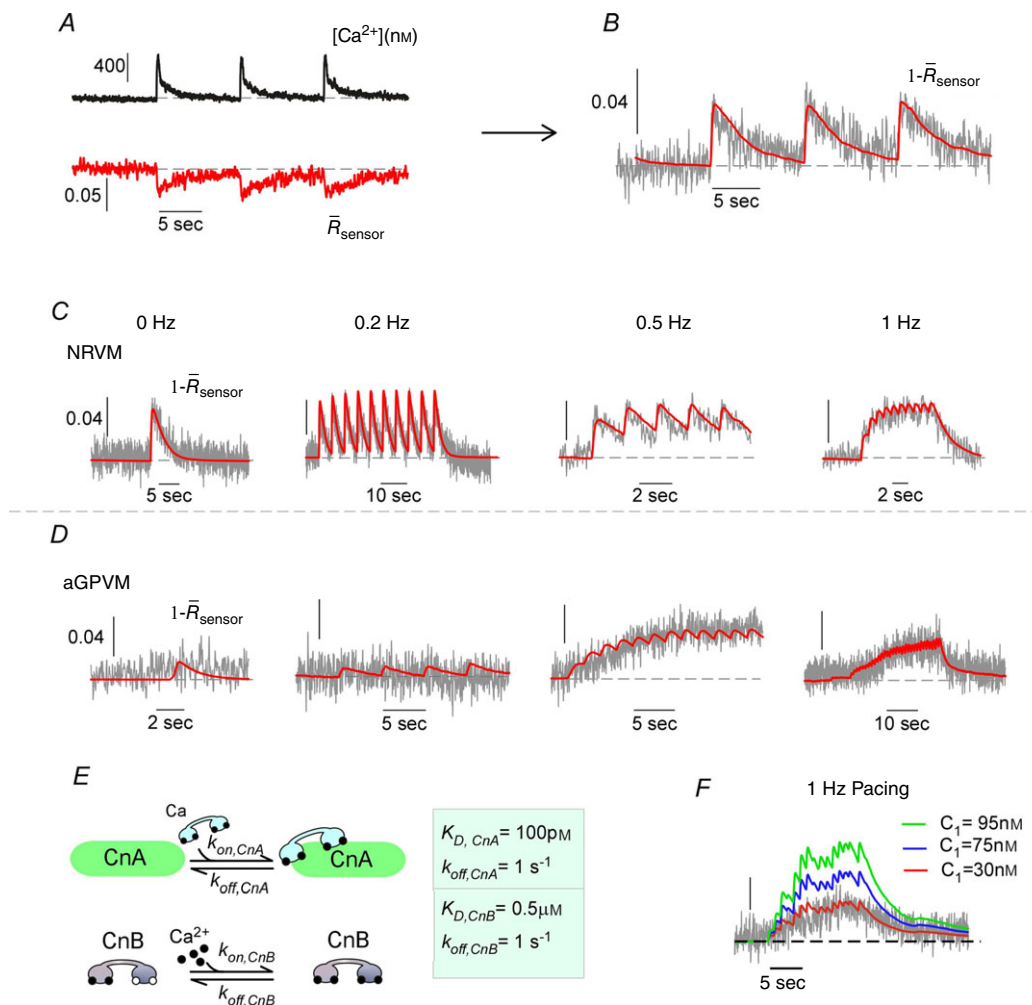 A
[Ca²⁺](nM)
400
0.05
5 sec
R̅sensor
B
1-R̅sensor
0.04
5 sec
C
0 Hz
0.2 Hz
0.5 Hz
1 Hz
NRVM
1-R̅sensor
0.04
5 sec
10 sec
2 sec
2 sec
D
aGPVM
1-R̅sensor
0.04
2 sec
5 sec
5 sec
10 sec
E
Ca
CnA
kon,CnA
koff,CnA
CnA
KD, CnA= 100pM
koff,CnA= 1 s⁻¹
KD,CnB= 0.5μM
koff,CnB= 1 s⁻¹
CnB
Ca²⁺
kon,CnB
koff,CnB
CnB
F
1 Hz Pacing
C₁= 95nM
C₁=75nM
C₁=30nM
5 sec